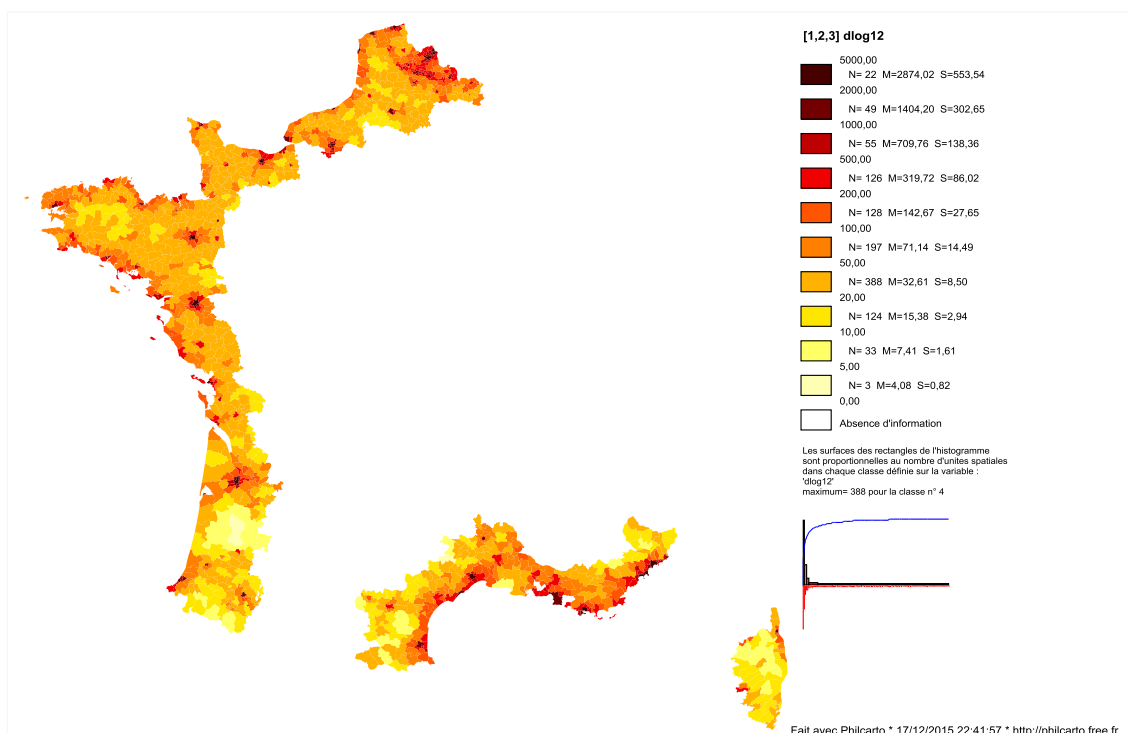 [1,2,3] dlog12
5000,00
N= 22 M=2874,02 S=553,54
2000,00
N= 49 M=1404,20 S=302,65
1000,00
N= 55 M=709,76 S=138,36
500,00
N= 126 M=319,72 S=86,02
200,00
N= 128 M=142,67 S=27,65
100,00
N= 197 M=71,14 S=14,49
50,00
N= 388 M=32,61 S=8,50
20,00
N= 124 M=15,38 S=2,94
10,00
N= 33 M=7,41 S=1,61
5,00
N= 3 M=4,08 S=0,82
0,00
Absence d'information
Les surfaces des rectangles de l'histogramme
sont proportionnelles au nombre d'unites spatiales
dans chaque classe définie sur la variable :
'dlog12'
maximum= 388 pour la classe n° 4
Fait avec Philcarto * 17/12/2015 22:41:57 * http://philcarto.free.fr